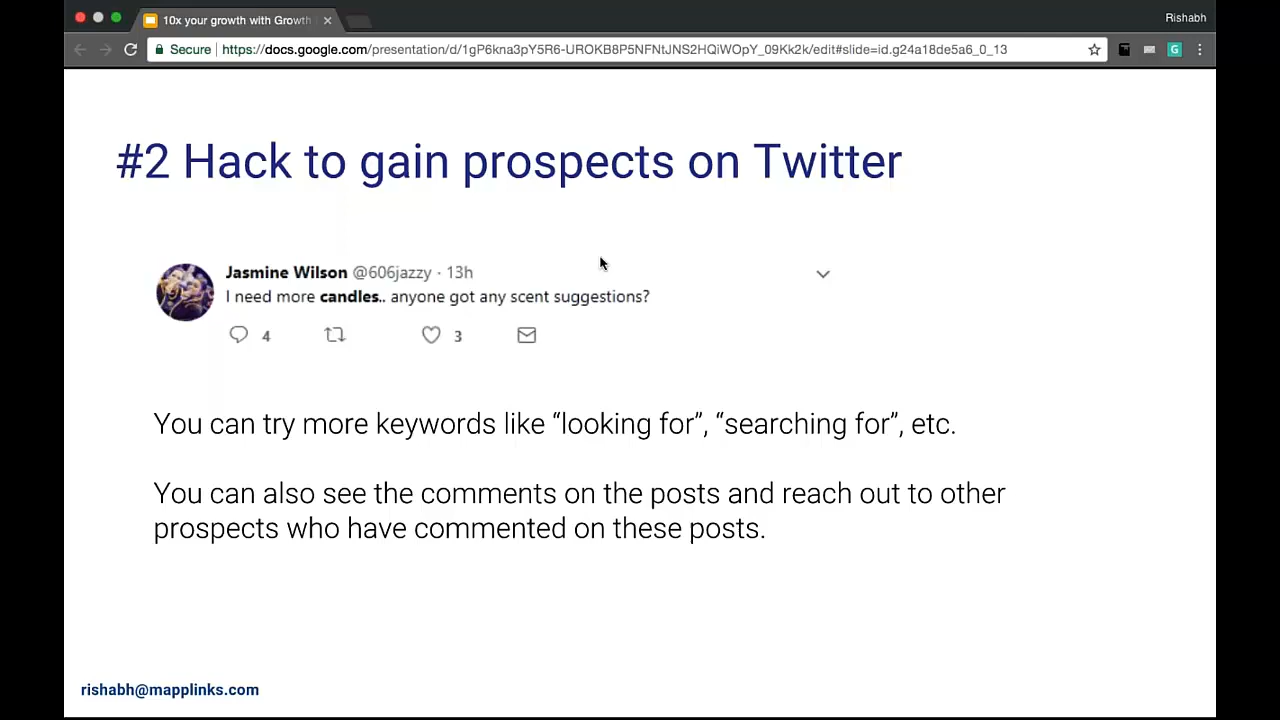 10x your growth with Growth
Rishabh
Secure
https://docs.google.com/presentation/d/1gP6kna3pY5R6-UROKB8P5NFNtJNS2HQiWOpY_09Kk2k/edit#slide=id.g24a18de5a6_0_13
G
#2 Hack to gain prospects on Twitter
Jasmine Wilson @606jazzy · 13h
I need more candles.. anyone got any scent suggestions?
4 3
You can try more keywords like “looking for”, “searching for”, etc.
You can also see the comments on the posts and reach out to other
prospects who have commented on these posts.
rishabh@mapplinks.com